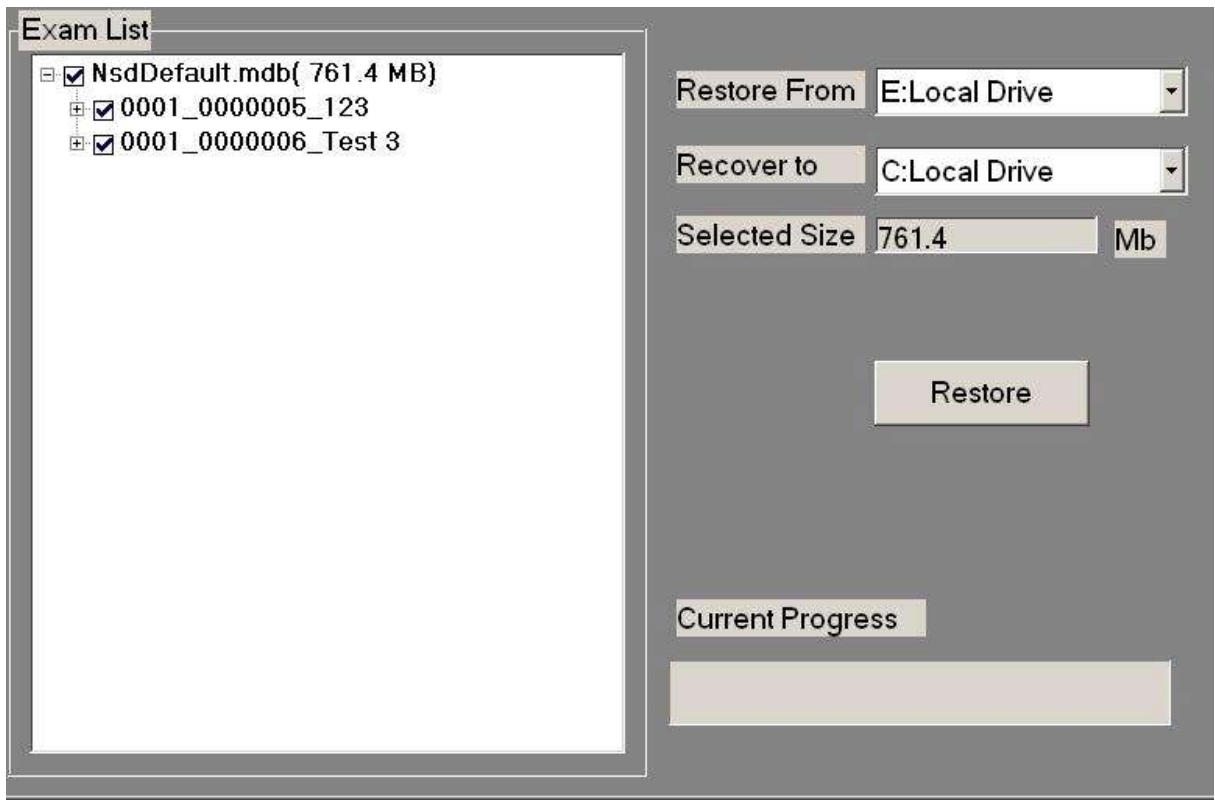 Exam List
NsdDefault.mdb( 761.4 MB)
0001_0000005_123
0001_0000006_Test 3
Restore From E:Local Drive
Recover to C:Local Drive
Selected Size 761.4 Mb
Restore
Current Progress